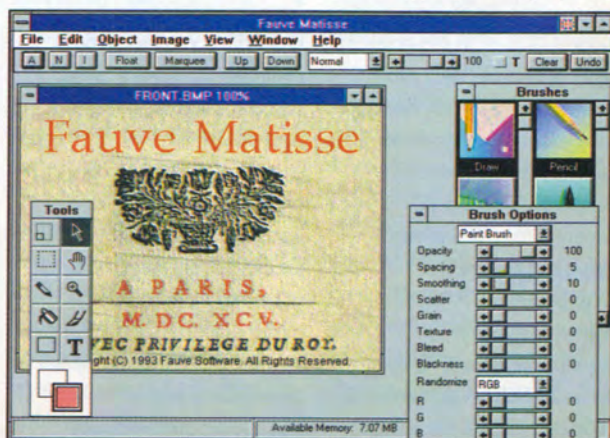 Fauve Matisse
File Edit Object Image View Window Help
A N I Float Marquee Up Down Normal 100 T Clear Undo
FRONT.BMP 100%
Fauve Matisse
A PARIS,
M. DC. XCV.
VEC PRIVILEGE DU ROY.
ght (C) 1993 Fauve Software. All Rights Reserved.
Tools
T
Brushes
Draw Pencil
Brush Options
Paint Brush
Opacity 100
Spacing 5
Smoothing 10
Scatter 0
Grain 0
Texture 0
Bleed 0
Blackness 0
Randomize RGB
R 0
G 0
B 0
Available Memory: 7.07 MB